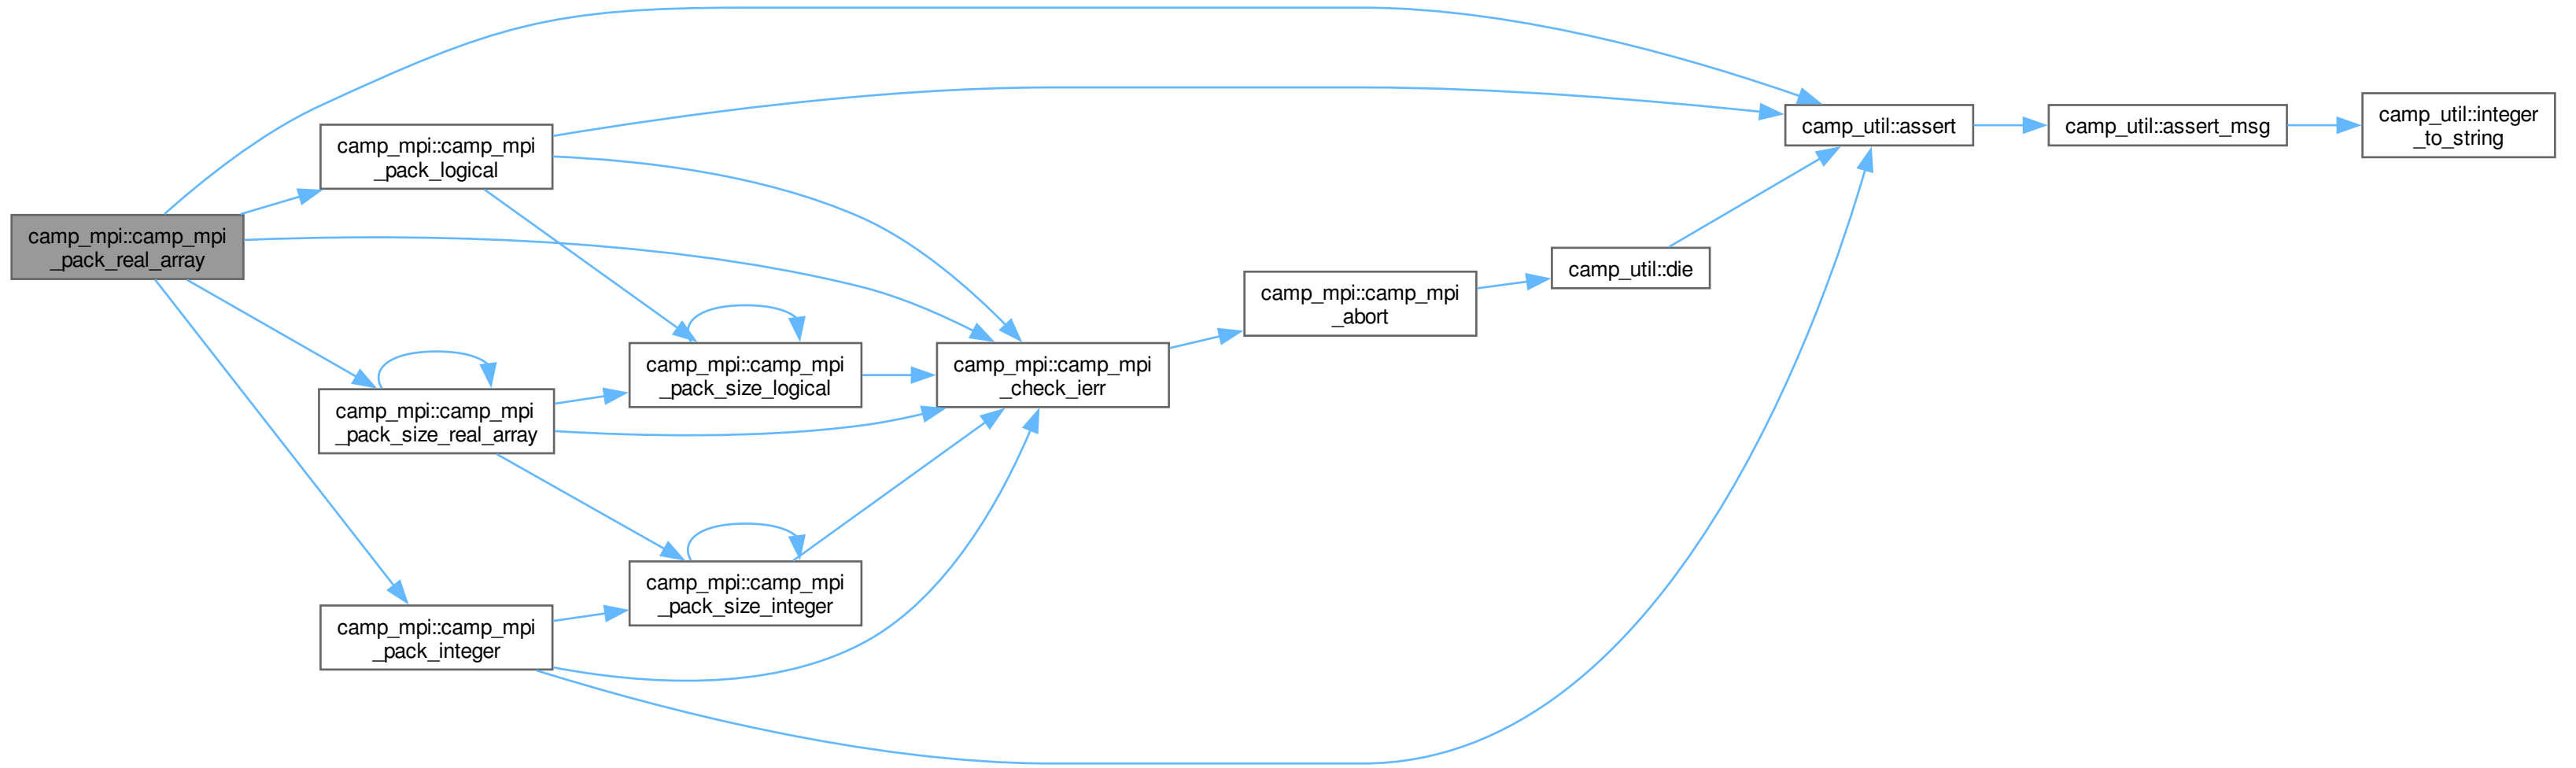 camp_mpi::camp_mpi
_pack_real_array
camp_mpi::camp_mpi
_pack_logical
camp_mpi::camp_mpi
_pack_size_real_array
camp_mpi::camp_mpi
_pack_integer
camp_mpi::camp_mpi
_pack_size_logical
camp_mpi::camp_mpi
_pack_size_integer
camp_mpi::camp_mpi
_check_ierr
camp_mpi::camp_mpi
_abort
camp_util::die
camp_util::assert
camp_util::assert_msg
camp_util::integer
_to_string